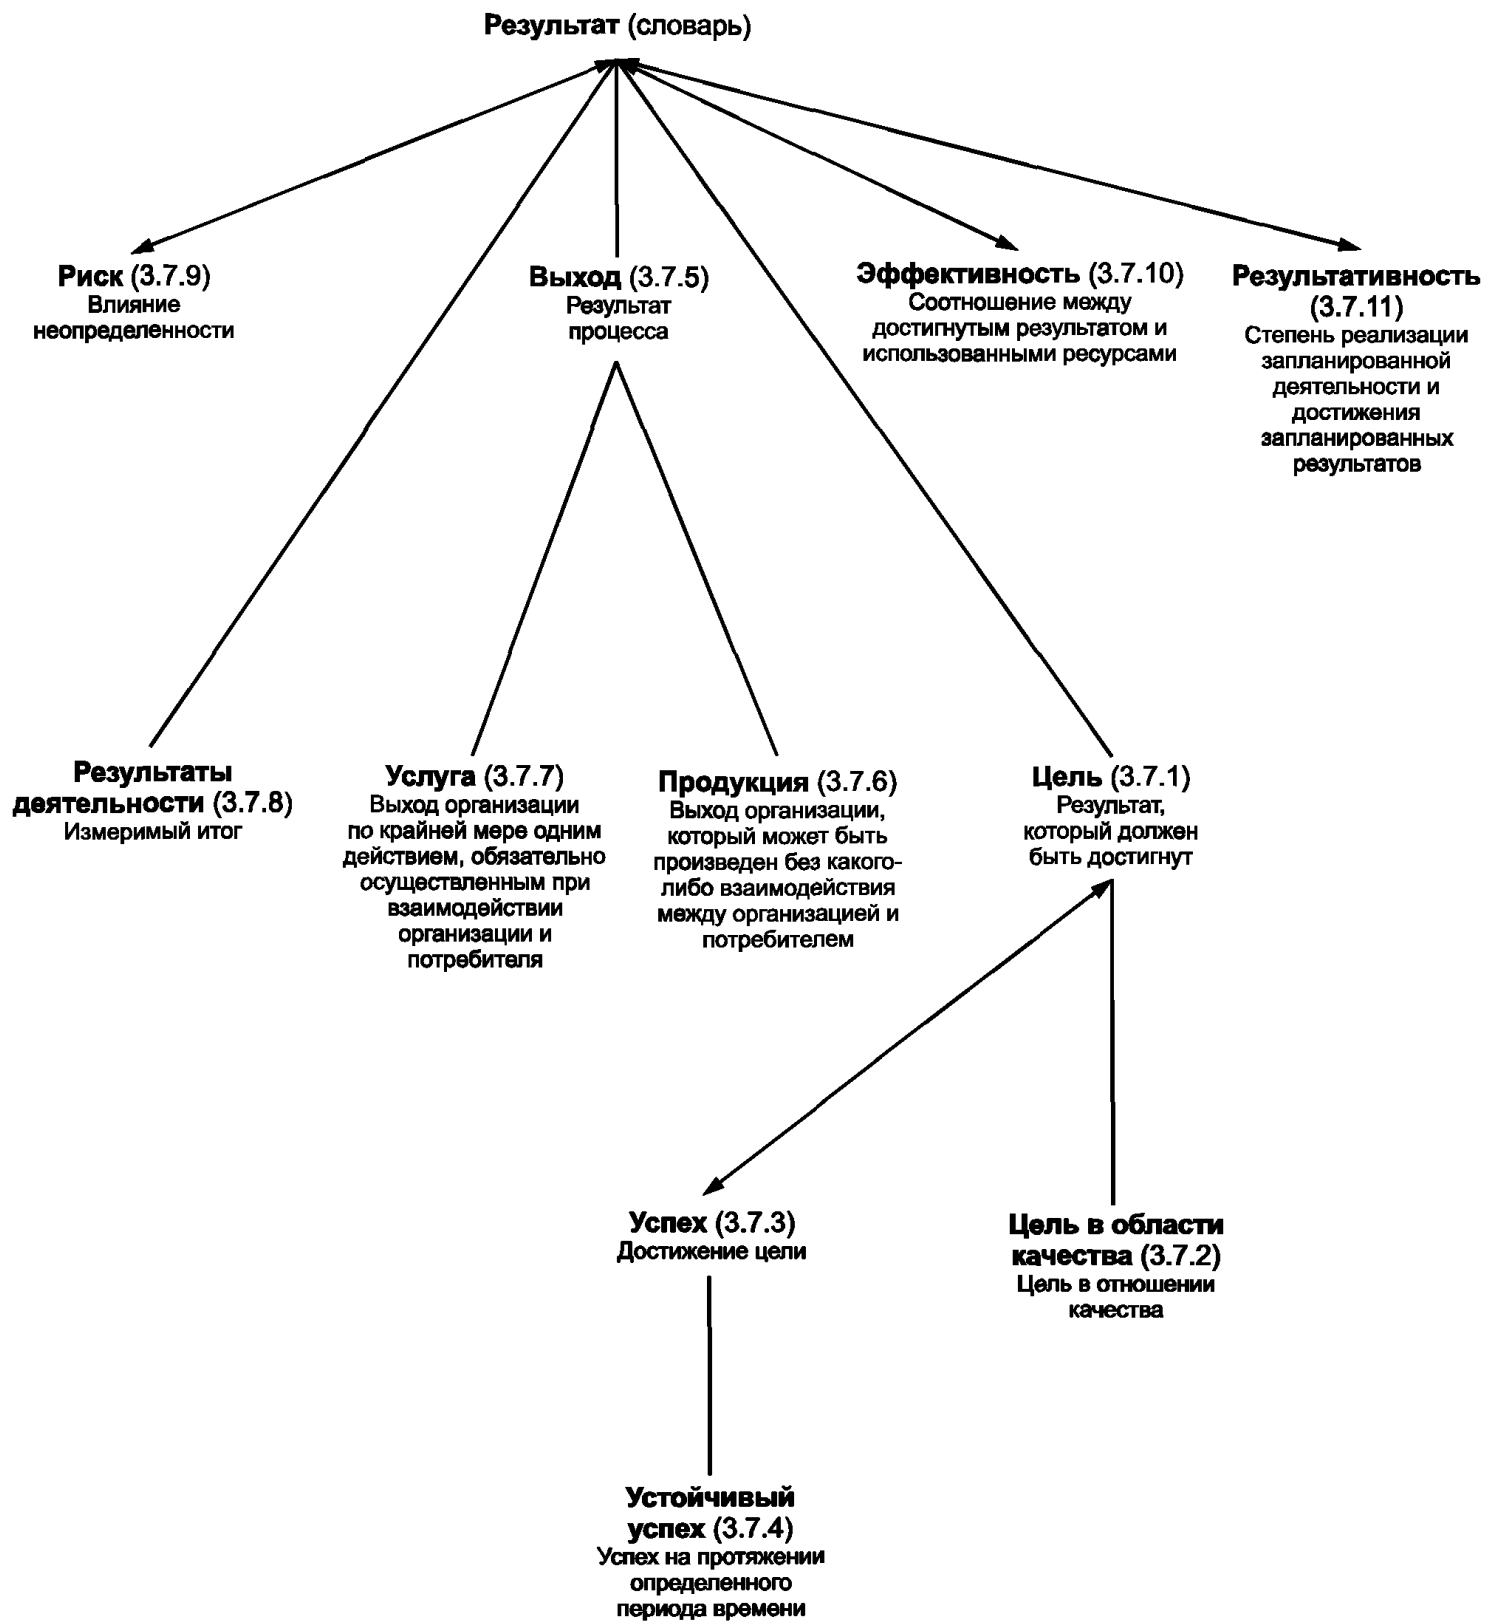 Результат (словарь)
Риск (3.7.9)
Влияние
неопределенности
Выход (3.7.5)
Результат
процесса
Эффективность (3.7.10)
Соотношение между
достигнутым результатом и
использованными ресурсами
Результативность
(3.7.11)
Степень реализации
запланированной
деятельности и
достижения
запланированных
результатов
Результаты
деятельности (3.7.8)
Измеримый итог
Услуга (3.7.7)
Выход организации
по крайней мере одним
действием, обязательно
осуществленным при
взаимодействии
организации и
потребителя
Продукция (3.7.6)
Выход организации,
который может быть
произведен без какого-
либо взаимодействия
между организацией и
потребителем
Цель (3.7.1)
Результат,
который должен
быть достигнут
Успех (3.7.3)
Достижение цели
Цель в области
качества (3.7.2)
Цель в отношении
качества
Устойчивый
успех (3.7.4)
Успех на протяжении
определенного
периода времени